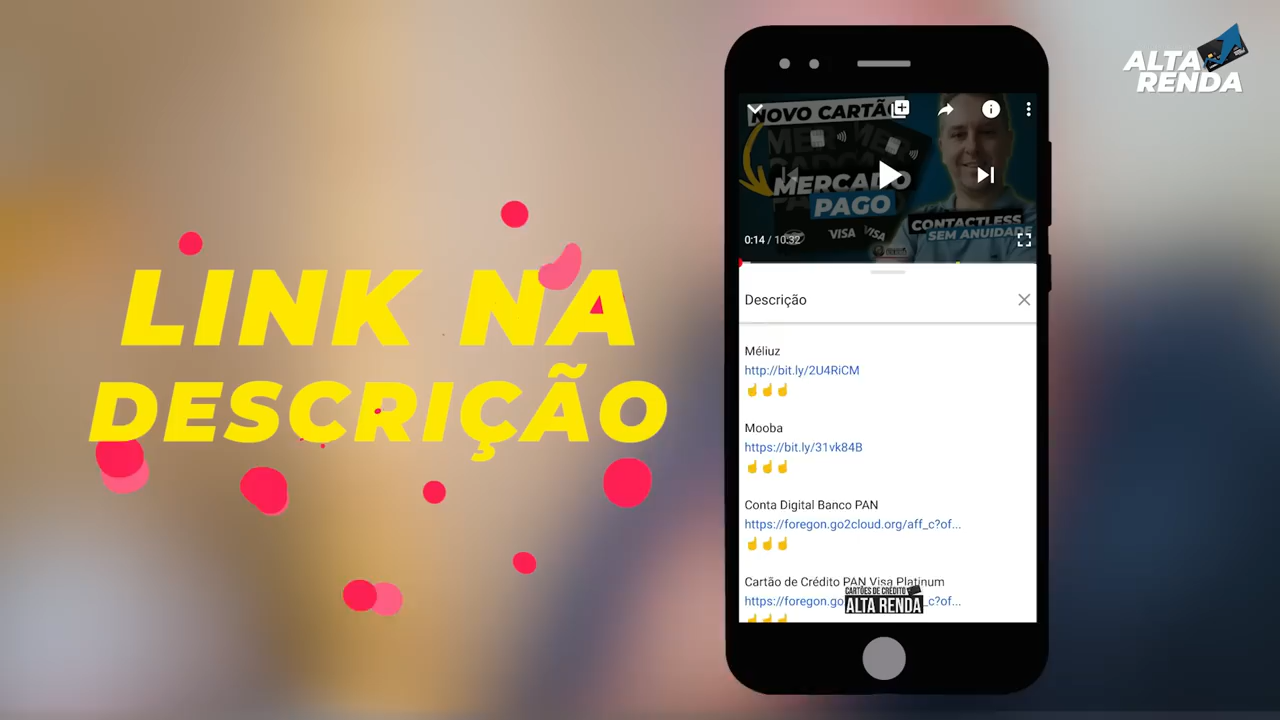 LINK NA
DESCRIÇÃO
ALTA
RENDA
NOVO CARTÃO
MERCADO
PAGO
VISA
VISA
CONTACTLESS
SEM ANUIDADE
0:14 / 10:32
Descrição
Méliuz
http://bit.ly/2U4RiCM
☝☝☝
Mooba
https://bit.ly/31vk84B
☝☝☝
Conta Digital Banco PAN
https://foregon.go2cloud.org/aff_c?of...
☝☝☝
Cartão de Crédito PAN Visa Platinum
https://foregon.go
_c?of...
CARTÕES DE CRÉDITO
ALTA RENDA